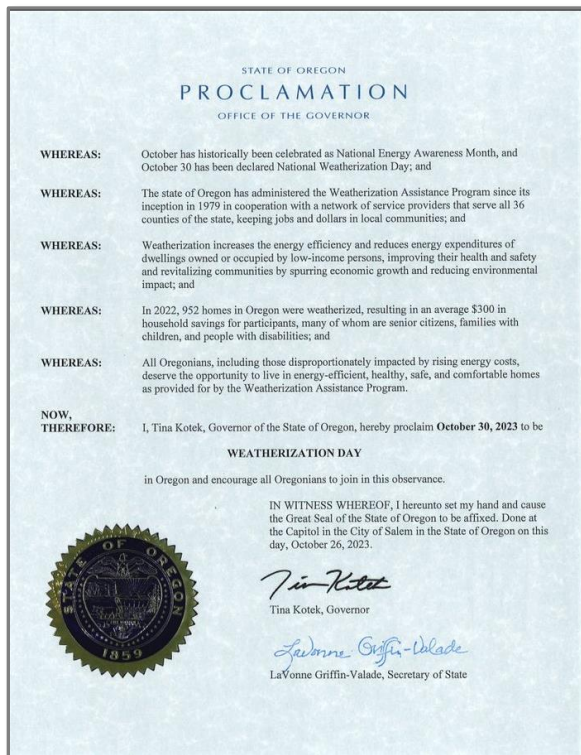 STATE OF OREGON
PROCLAMATION
OFFICE OF THE GOVERNOR
WHEREAS: October has historically been celebrated as National Energy Awareness Month, and
October 30 has been declared National Weatherization Day; and
WHEREAS: The state of Oregon has administered the Weatherization Assistance Program since its
inception in 1979 in cooperation with a network of service providers that serve all 36
counties of the state, keeping jobs and dollars in local communities; and
WHEREAS: Weatherization increases the energy efficiency and reduces energy expenditures of
dwellings owned or occupied by low-income persons, improving their health and safety
and revitalizing communities by spurring economic growth and reducing environmental
impact; and
WHEREAS: In 2022, 952 homes in Oregon were weatherized, resulting in an average $300 in
household savings for participants, many of whom are senior citizens, families with
children, and people with disabilities; and
WHEREAS: All Oregonians, including those disproportionately impacted by rising energy costs,
deserve the opportunity to live in energy-efficient, healthy, safe, and comfortable homes
as provided for by the Weatherization Assistance Program.
NOW,
THEREFORE: I, Tina Kotek, Governor of the State of Oregon, hereby proclaim October 30, 2023 to be
WEATHERIZATION DAY
in Oregon and encourage all Oregonians to join in this observance.
IN WITNESS WHEREOF, I hereunto set my hand and cause
the Great Seal of the State of Oregon to be affixed. Done at
the Capitol in the City of Salem in the State of Oregon on this
day, October 26, 2023.
Tina Kotek
Tina Kotek, Governor
LaVonne Griffin-Valade
LaVonne Griffin-Valade, Secretary of State
STATE OF OREGON
1859